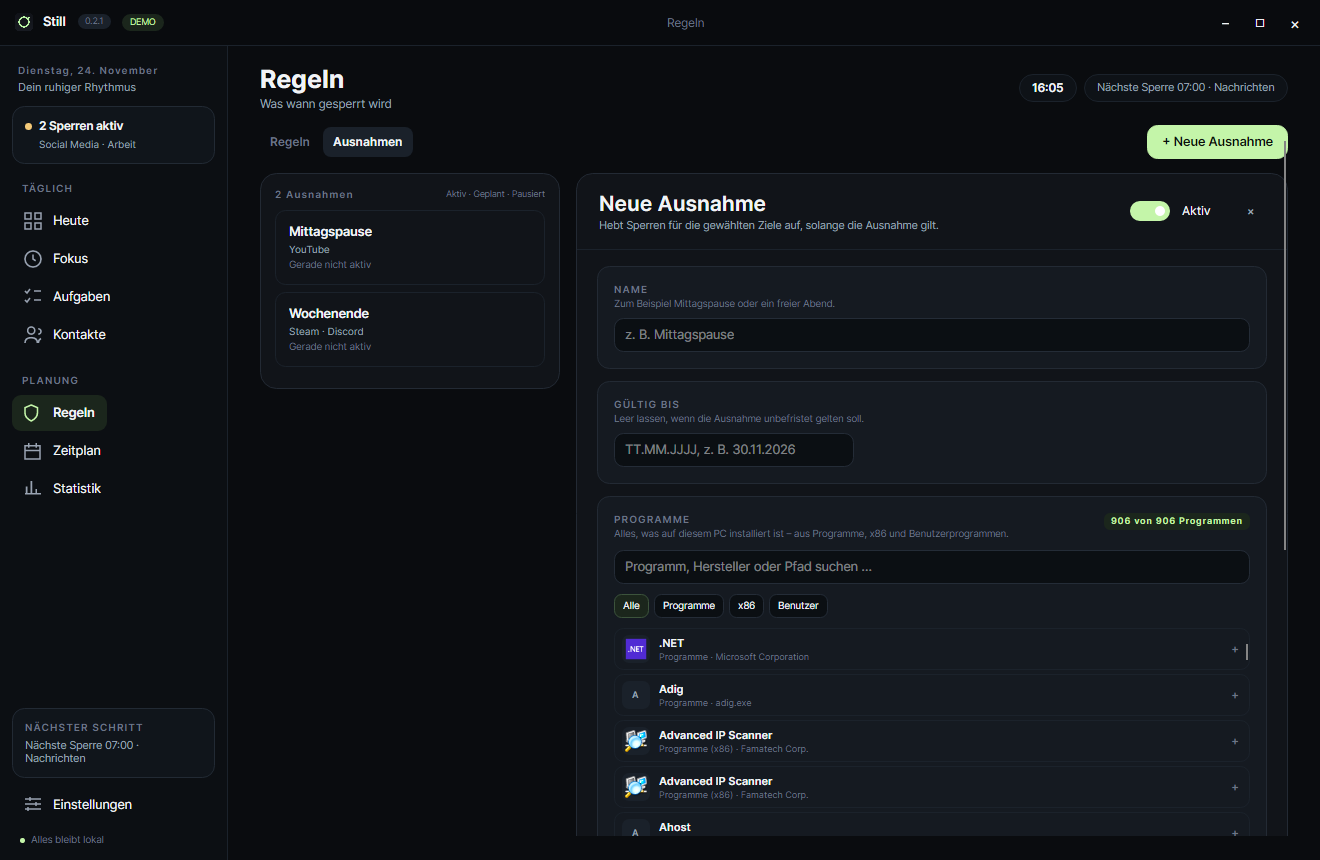 Still 0.2.1 DEMO
Regeln
Dienstag, 24. November
Dein ruhiger Rhythmus
2 Sperren aktiv
Social Media · Arbeit
TÄGLICH
Heute
Fokus
Aufgaben
Kontakte
PLANUNG
Regeln
Zeitplan
Statistik
NÄCHSTER SCHRITT
Nächste Sperre 07:00 ·
Nachrichten
Einstellungen
Alles bleibt lokal
Regeln
Was wann gesperrt wird
16:05
Nächste Sperre 07:00 · Nachrichten
Regeln
Ausnahmen
+ Neue Ausnahme
2 Ausnahmen
Aktiv · Geplant · Pausiert
Mittagspause
YouTube
Gerade nicht aktiv
Wochenende
Steam · Discord
Gerade nicht aktiv
Neue Ausnahme
Hebt Sperren für die gewählten Ziele auf, solange die Ausnahme gilt.
Aktiv
×
NAME
Zum Beispiel Mittagspause oder ein freier Abend.
z. B. Mittagspause
GÜLTIG BIS
Leer lassen, wenn die Ausnahme unbefristet gelten soll.
TT.MM.JJJJ, z. B. 30.11.2026
PROGRAMME
906 von 906 Programmen
Alles, was auf diesem PC installiert ist – aus Programme, x86 und Benutzerprogrammen.
Programm, Hersteller oder Pfad suchen ...
Alle
Programme
x86
Benutzer
.NET
.NET
Programme · Microsoft Corporation
+
A
Adig
Programme · adig.exe
+
Advanced IP Scanner
Programme (x86) · Famatech Corp.
+
Advanced IP Scanner
Programme (x86) · Famatech Corp.
+
A
Ahost
+